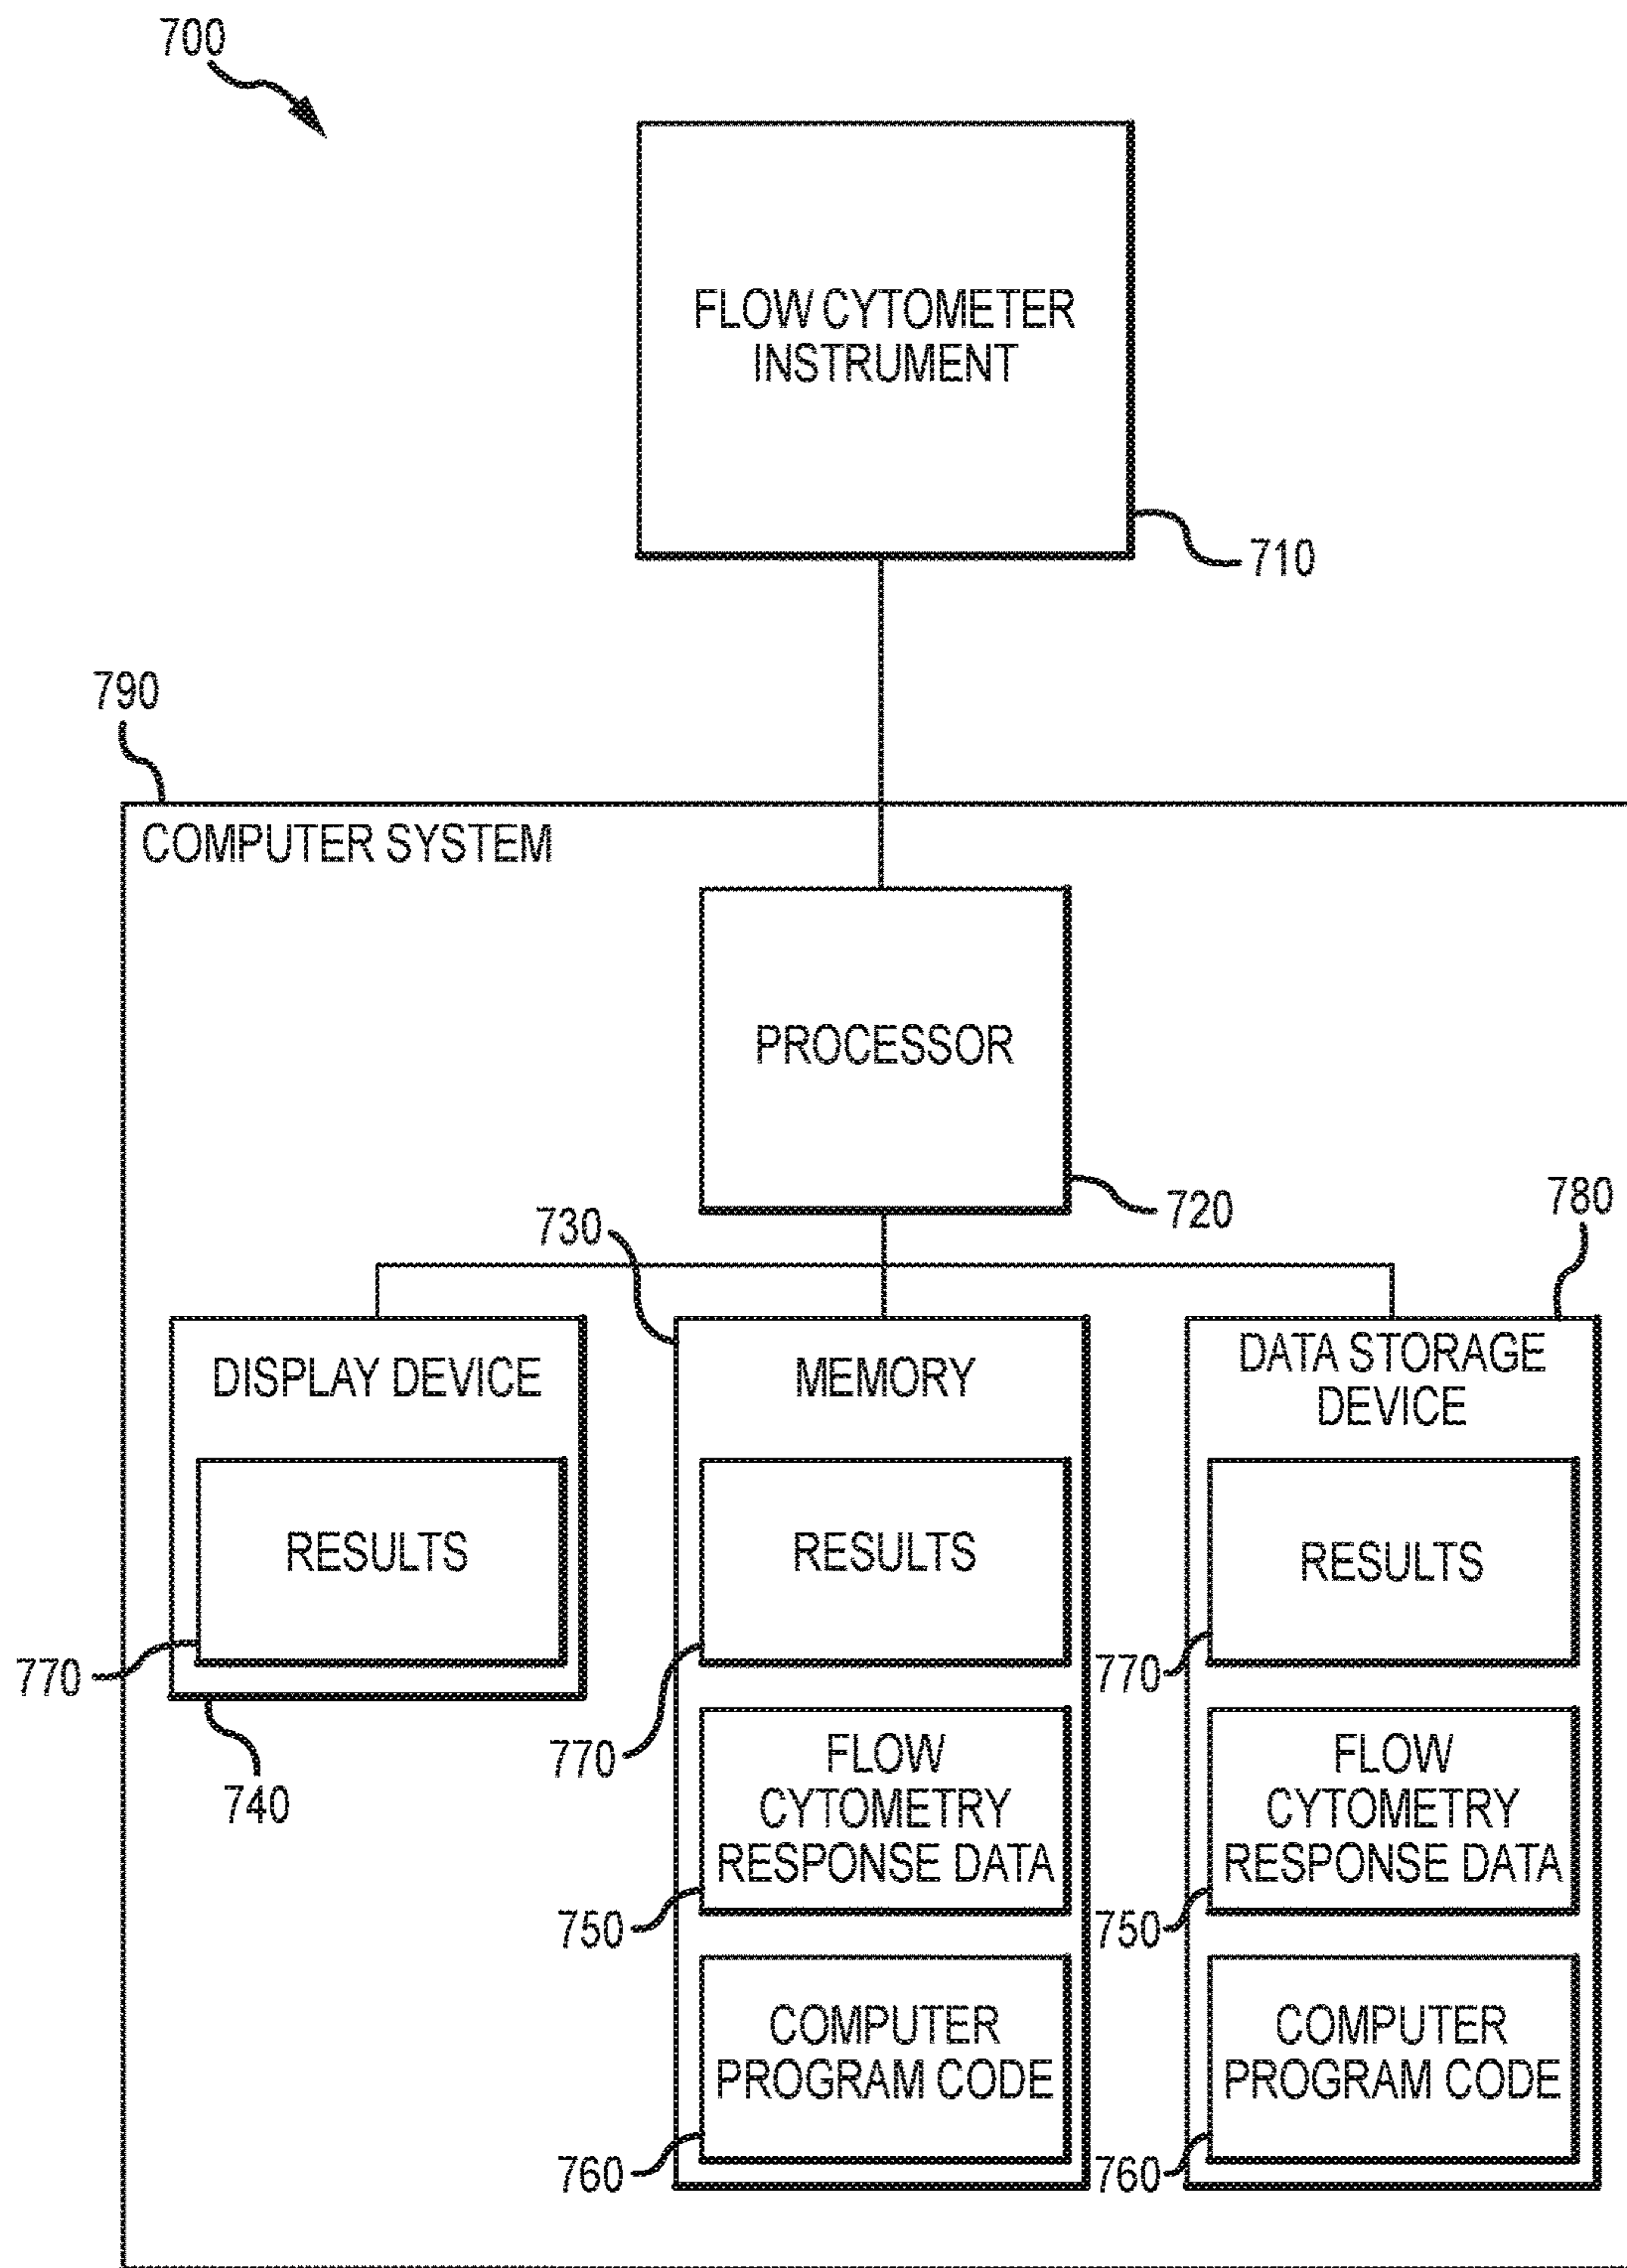 700
FLOW CYTOMETER
INSTRUMENT
710
790
COMPUTER SYSTEM
PROCESSOR
720
730
780
DISPLAY DEVICE
RESULTS
770
740
MEMORY
RESULTS
770
FLOW
CYTOMETRY
RESPONSE DATA
750
COMPUTER
PROGRAM CODE
760
DATA STORAGE
DEVICE
RESULTS
770
FLOW
CYTOMETRY
RESPONSE DATA
750
COMPUTER
PROGRAM CODE
760